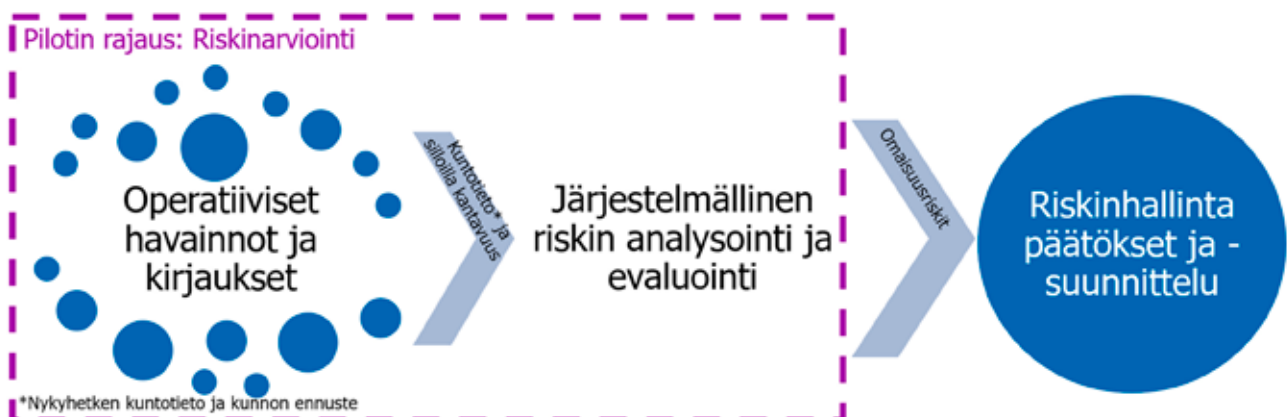 Pilotin rajaus: Riskinarviointi
Operatiiviset
havainnot ja
kirjaukset
Kuntotieto* ja
silloilla kantavuus
Järjestelmällinen
riskin analysointi ja
evaluointi
Omaisuusriskit
Riskinhallinta
päätökset ja -
suunnittelu
*Nykyhetken kuntotieto ja kunnon ennuste